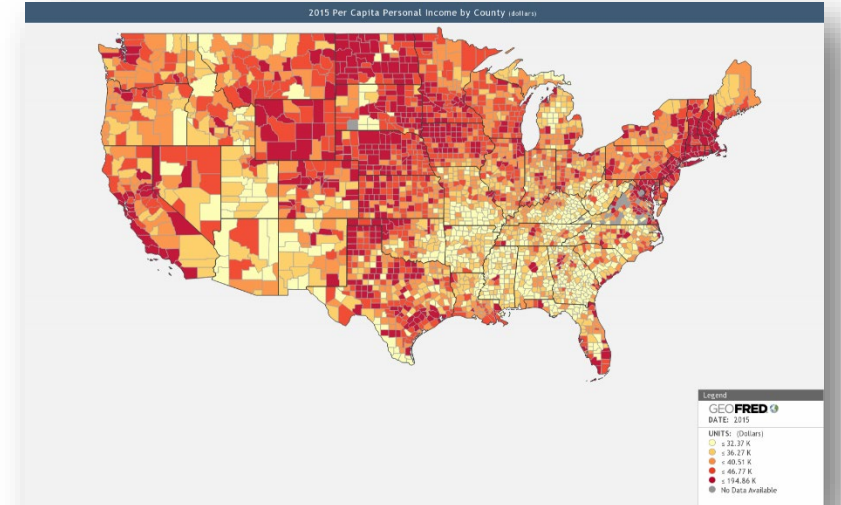 2015 Per Capita Personal Income by County (dollars)
Legend
GEOFRED
DATE: 2015
UNITS: (Dollars)
≤ 32.37 K
≤ 36.27 K
≤ 40.51 K
≤ 46.77 K
≤ 194.86 K
No Data Available